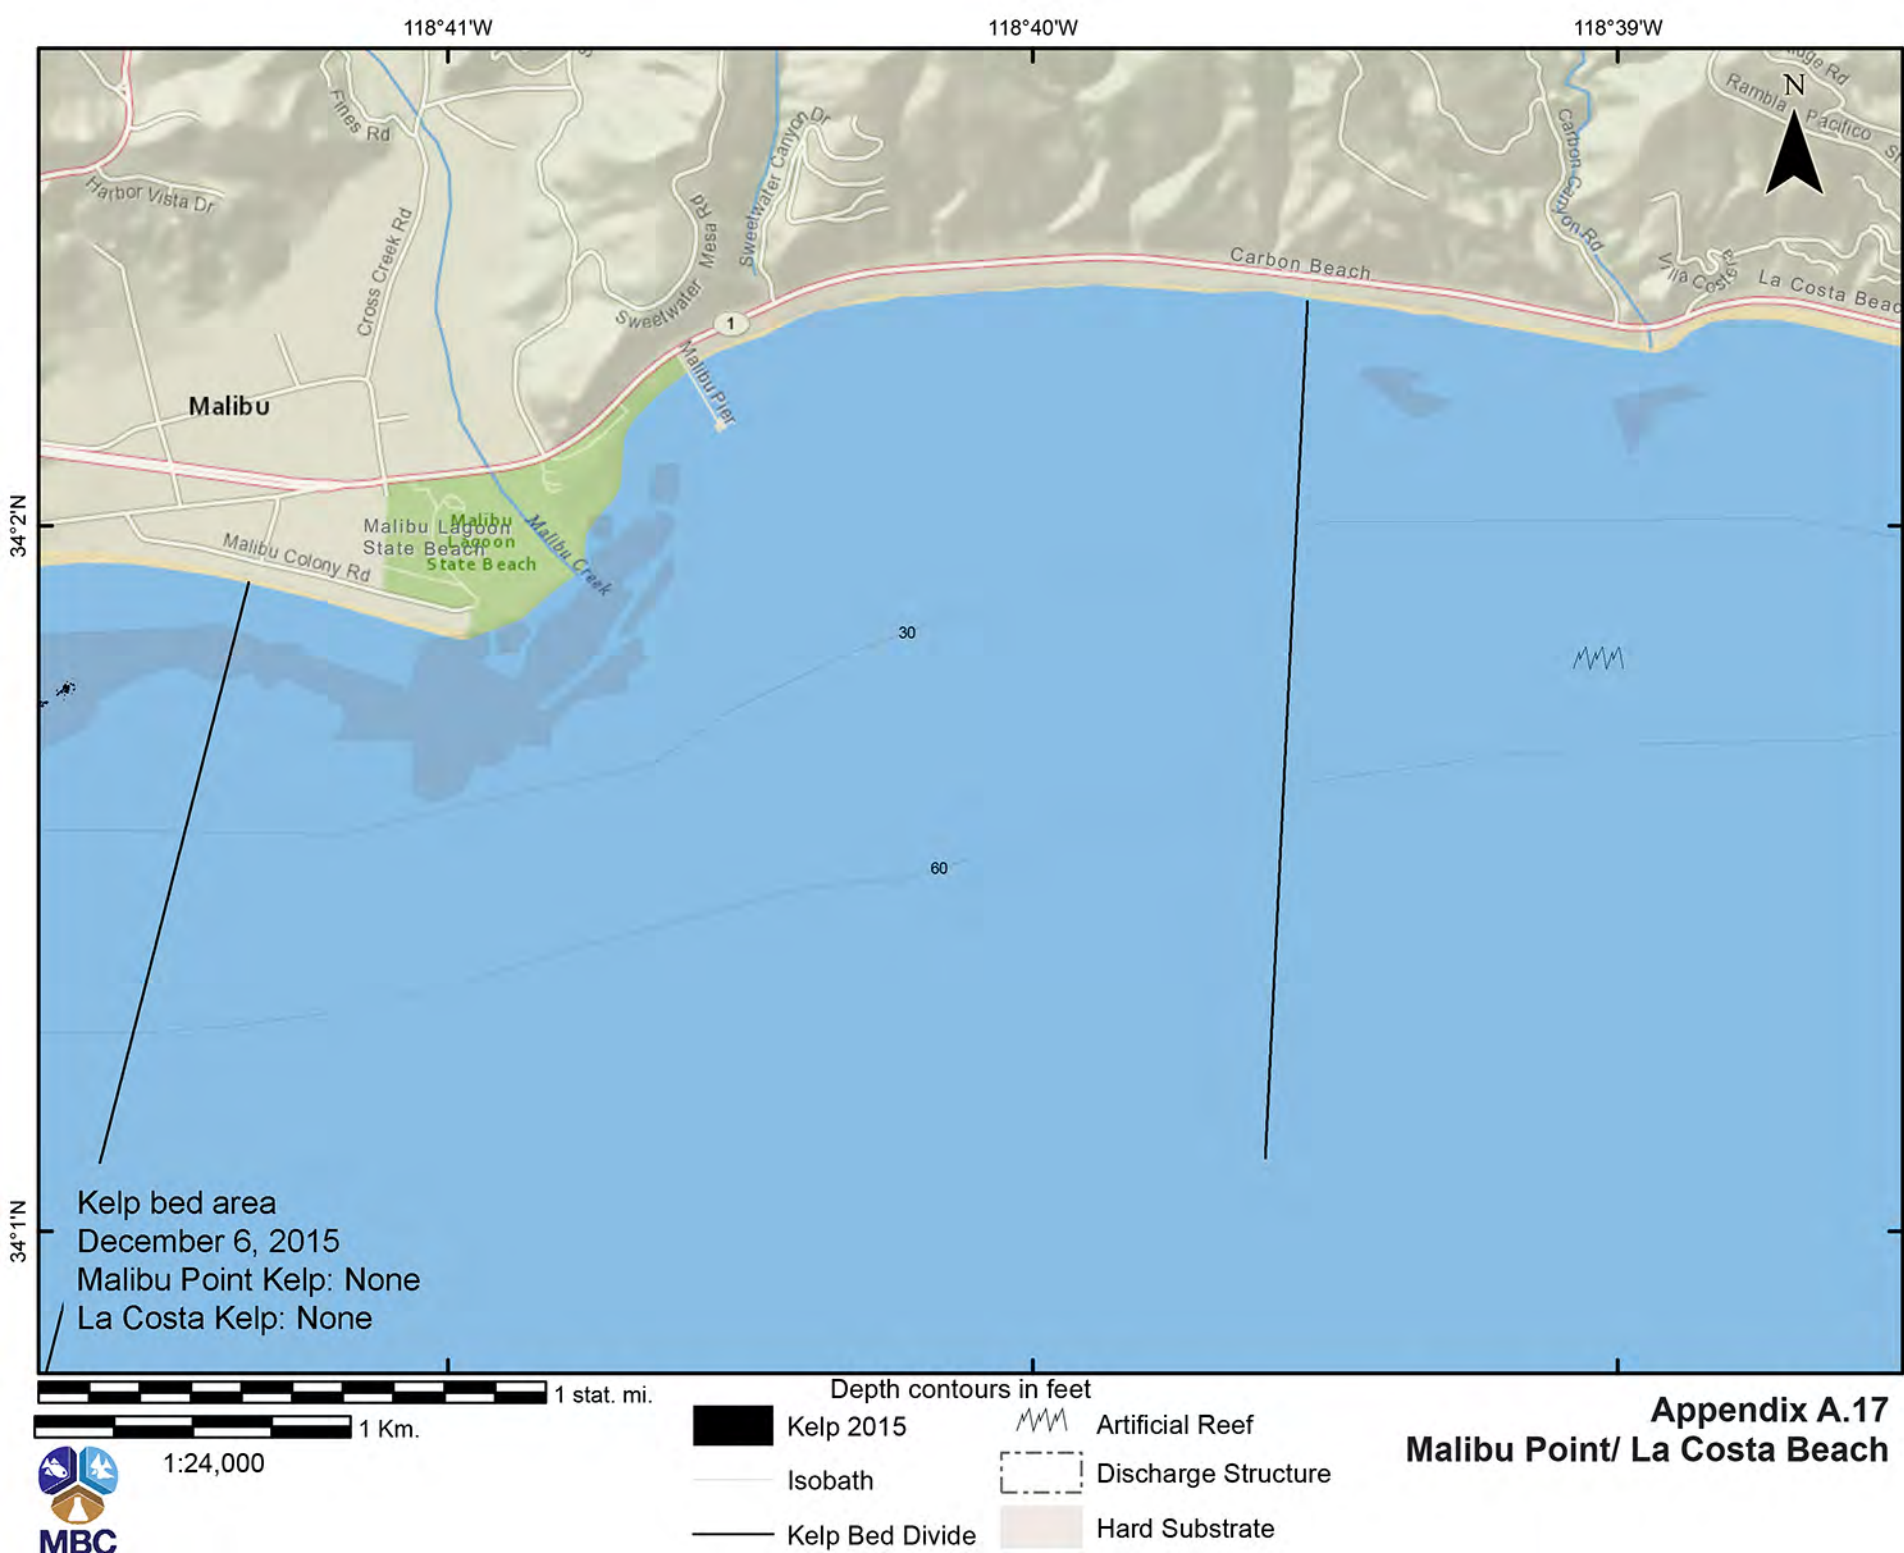 118°41'W
118°40'W
118°39'W
34°2'N
34°1'N
Fines Rd
Harbor Vista Dr
Cross Creek Rd
Sweetwater Mesa Rd
Sweetwater Canyon Dr
Carbon Canyon Rd
Rambla Pacifico
N
Carbon Beach
Villa Costera
La Costa Beac
1
Malibu Pier
Malibu
Malibu Lagoon
State Beach
Malibu
Lagoon
State Beach
Malibu Creek
Malibu Colony Rd
30
60
Kelp bed area
December 6, 2015
Malibu Point Kelp: None
La Costa Kelp: None
1 stat. mi.
1 Km.
1:24,000
MBC
Depth contours in feet
Kelp 2015
Isobath
Kelp Bed Divide
Artificial Reef
Discharge Structure
Hard Substrate
Appendix A.17
Malibu Point/ La Costa Beach